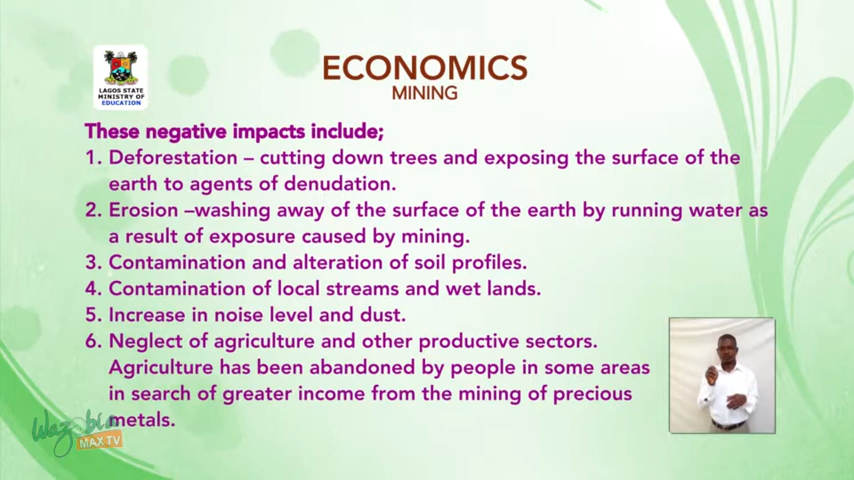 LAGOS STATE
MINISTRY OF
EDUCATION
ECONOMICS
MINING
These negative impacts include;
1. Deforestation – cutting down trees and exposing the surface of the
earth to agents of denudation.
2. Erosion –washing away of the surface of the earth by running water as
a result of exposure caused by mining.
3. Contamination and alteration of soil profiles.
4. Contamination of local streams and wet lands.
5. Increase in noise level and dust.
6. Neglect of agriculture and other productive sectors.
Agriculture has been abandoned by people in some areas
in search of greater income from the mining of precious
metals.
Wazobia
MAX TV